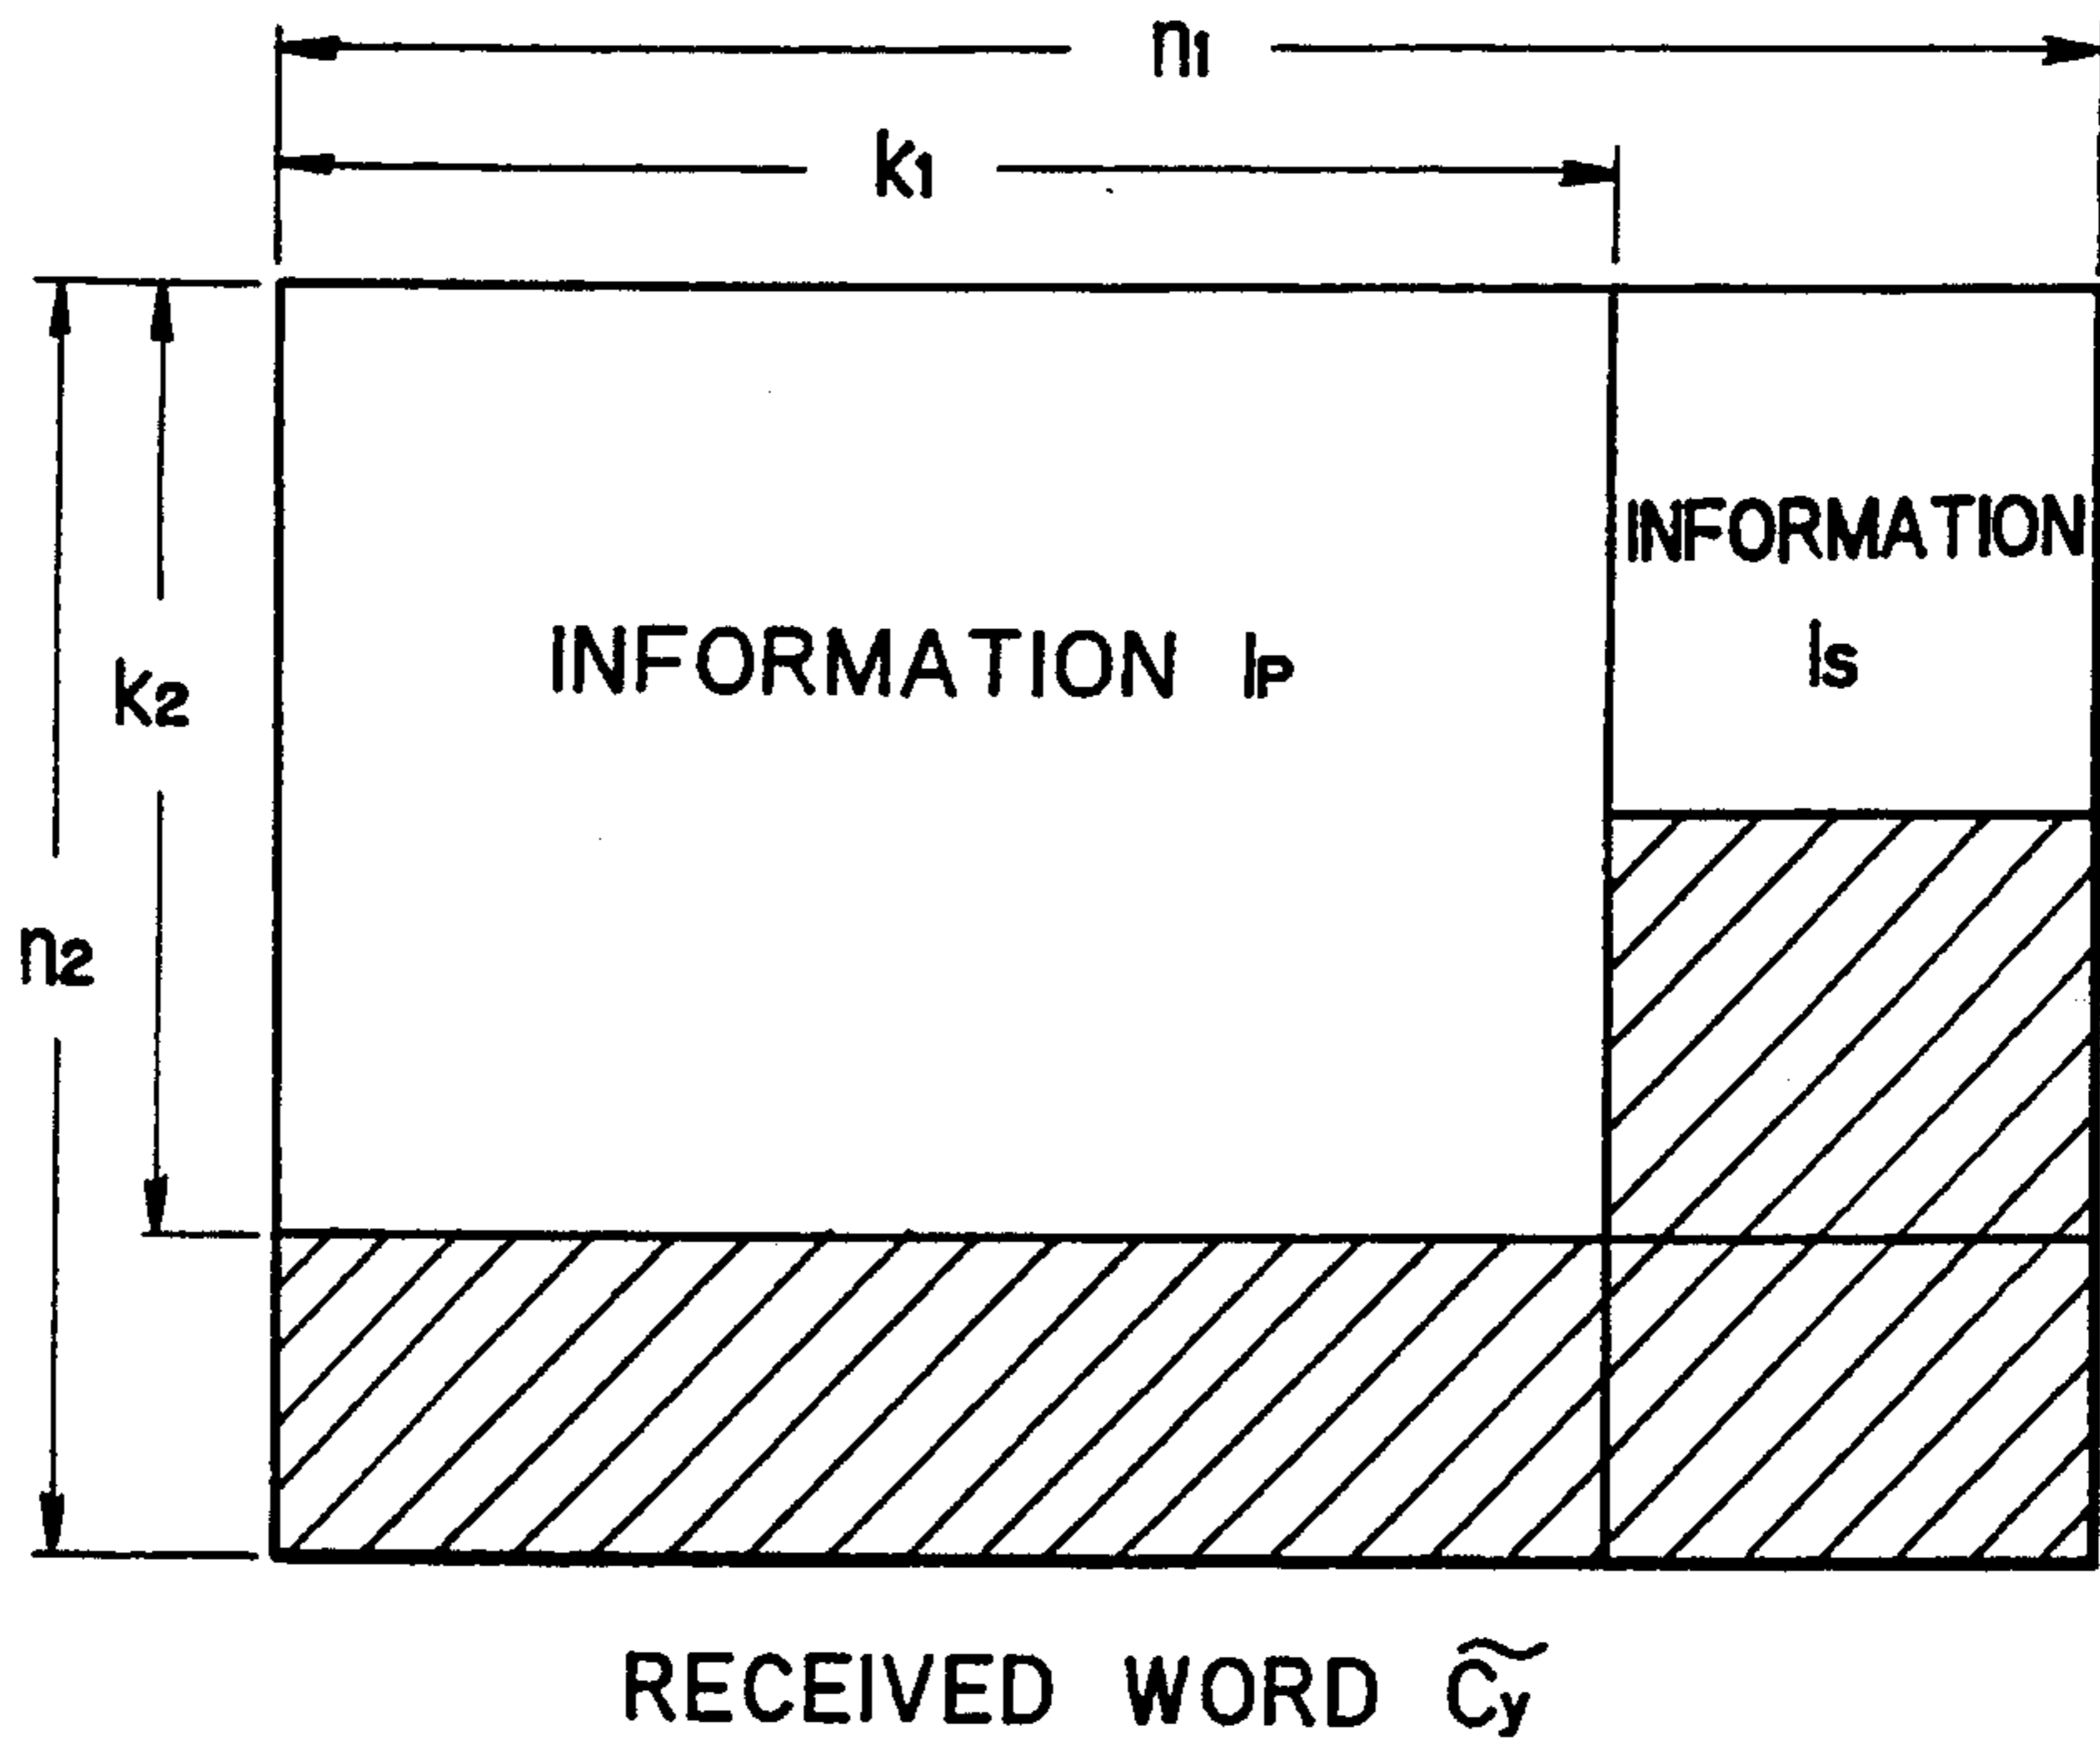 n1
k1
INFORMATION
INFORMATION IP
IS
k2
n2
RECEIVED WORD C̃y